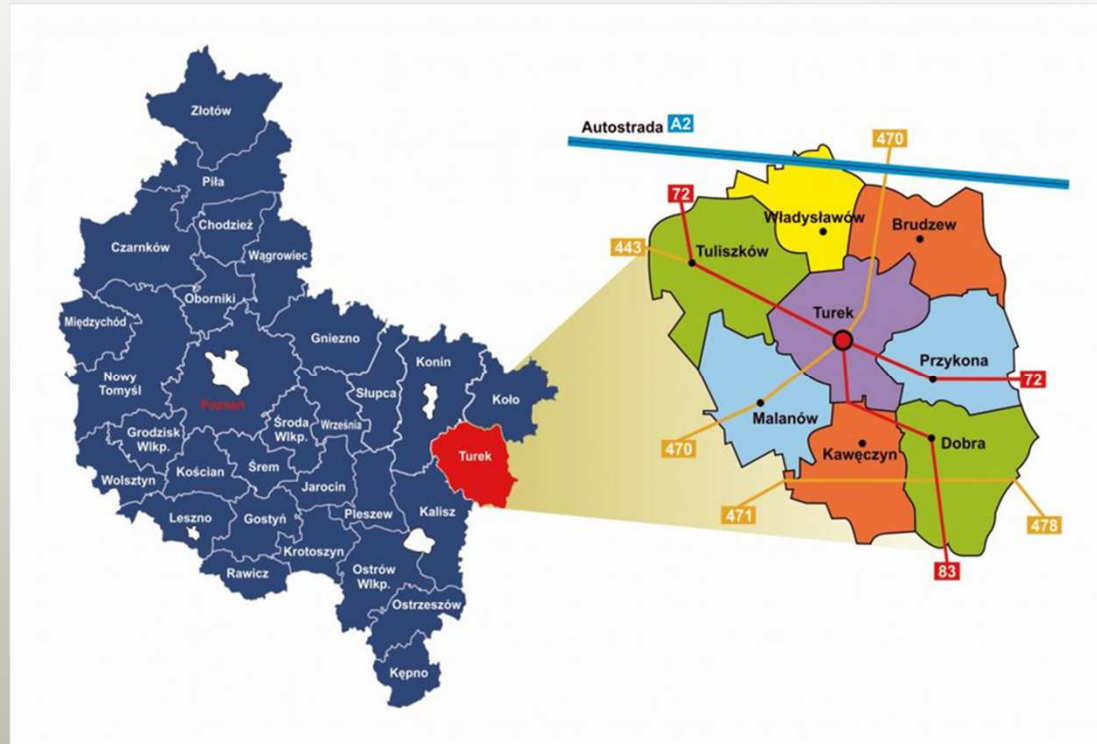 Złotów
Piła
Chodzież
Czarnków
Wągrowiec
Oborniki
Międzychód
Gniezno
Nowy
Tomyśl
Poznań
Słupca
Konin
Koło
Września
Środa
Wlkp.
Grodzisk
Wlkp.
Kościan
Śrem
Wolsztyn
Jarocin
Turek
Leszno
Gostyń
Pleszew
Kalisz
Krotoszyn
Rawicz
Ostrów
Wlkp.
Ostrzeszów
Kępno
Autostrada A2
470
72
Władysławów
Brudzew
443
Tuliszków
Turek
Przykona
72
Malanów
470
Kawęczyn
Dobra
471
478
83